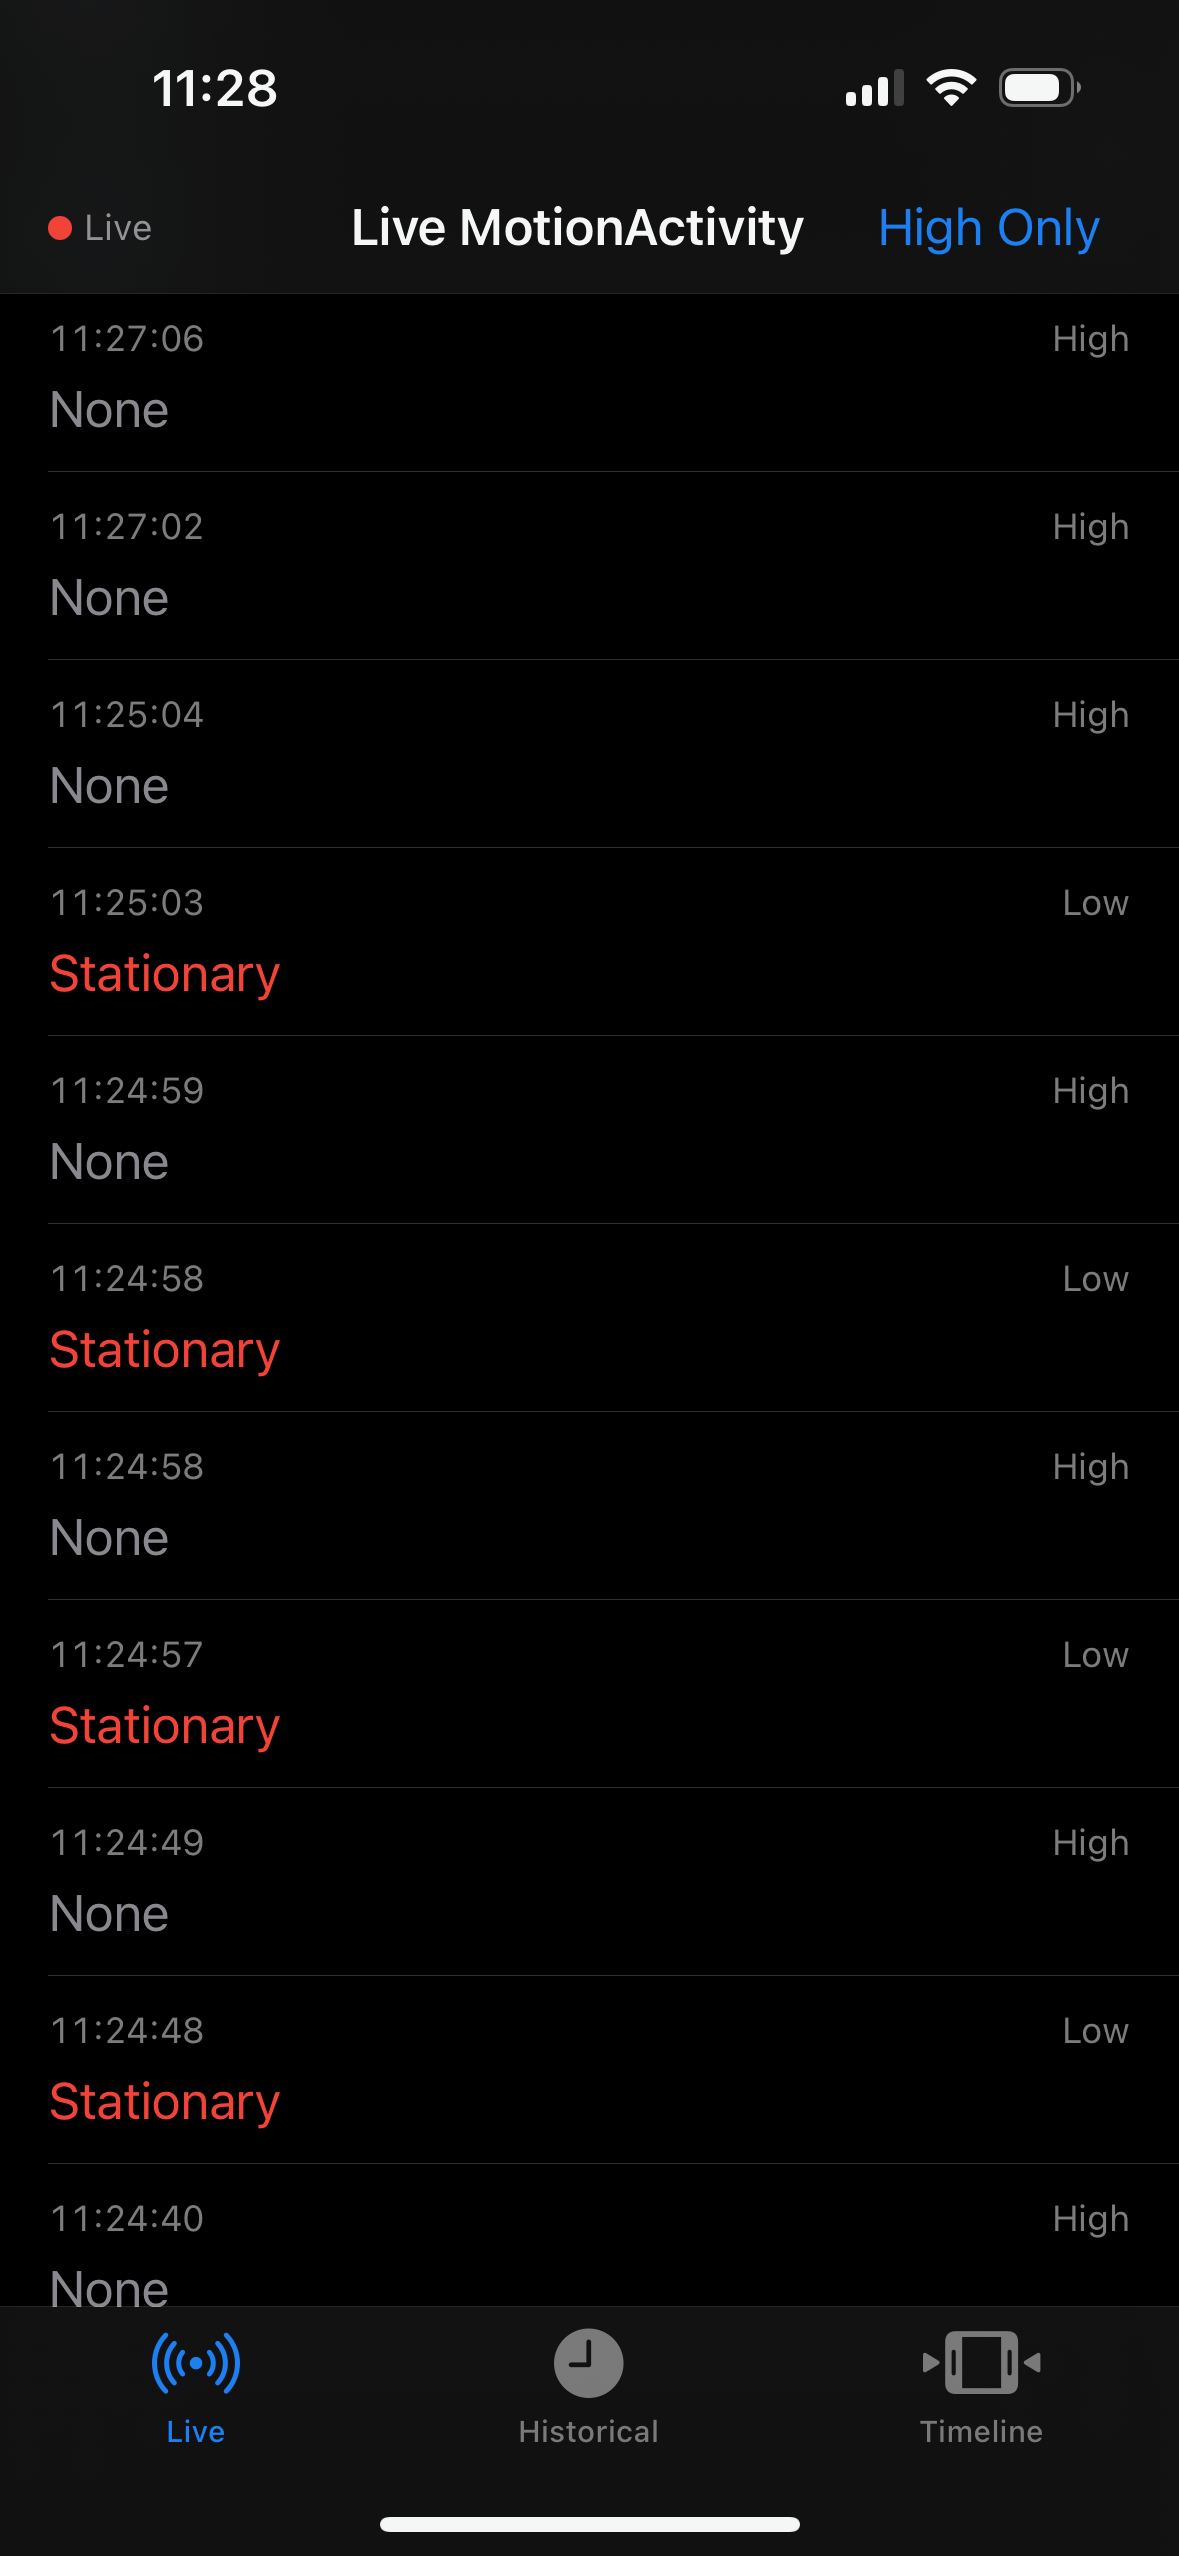 11:28
Live
Live MotionActivity
High Only
11:27:06 High
None
11:27:02 High
None
11:25:04 High
None
11:25:03 Low
Stationary
11:24:59 High
None
11:24:58 Low
Stationary
11:24:58 High
None
11:24:57 Low
Stationary
11:24:49 High
None
11:24:48 Low
Stationary
11:24:40 High
None
Live Historical Timeline